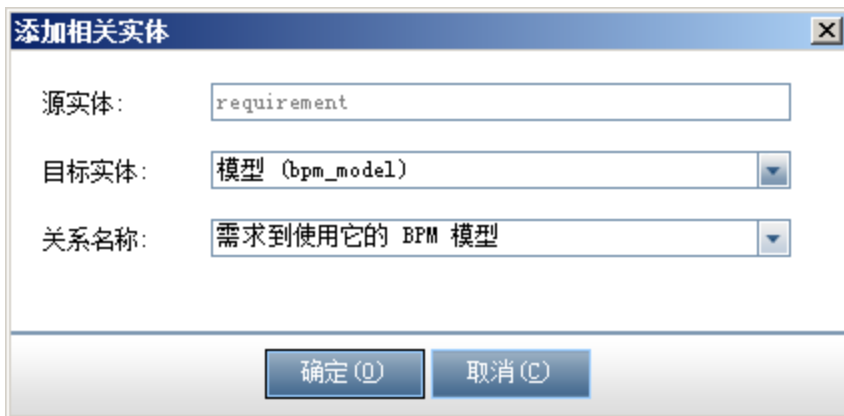 添加相关实体
源实体: requirement
目标实体: 模型 (bpm_model)
关系名称: 需求到使用它的 BPM 模型
确定(O) 取消(C)